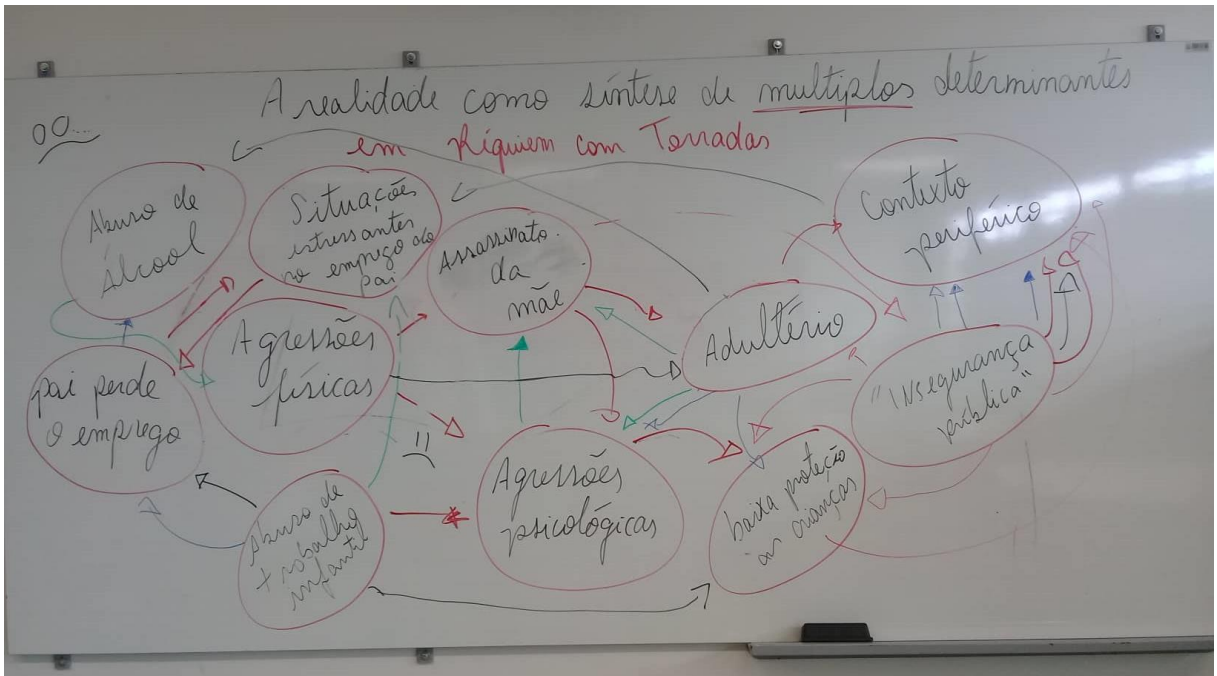 A realidade como síntese de multiplos determinantes
em Réquiem com Torradas
00...
Abuso de
Álcool
Situações
estressantes
no emprego do
pai
Assassinato
da
mãe
Contexto
periférico
Agressões
físicas
Adultério
pai perde
o emprego
"INsegurança
pública"
Agressões
psicológicas
baixa proteção
às crianças
Abuso de
trabalho
infantil